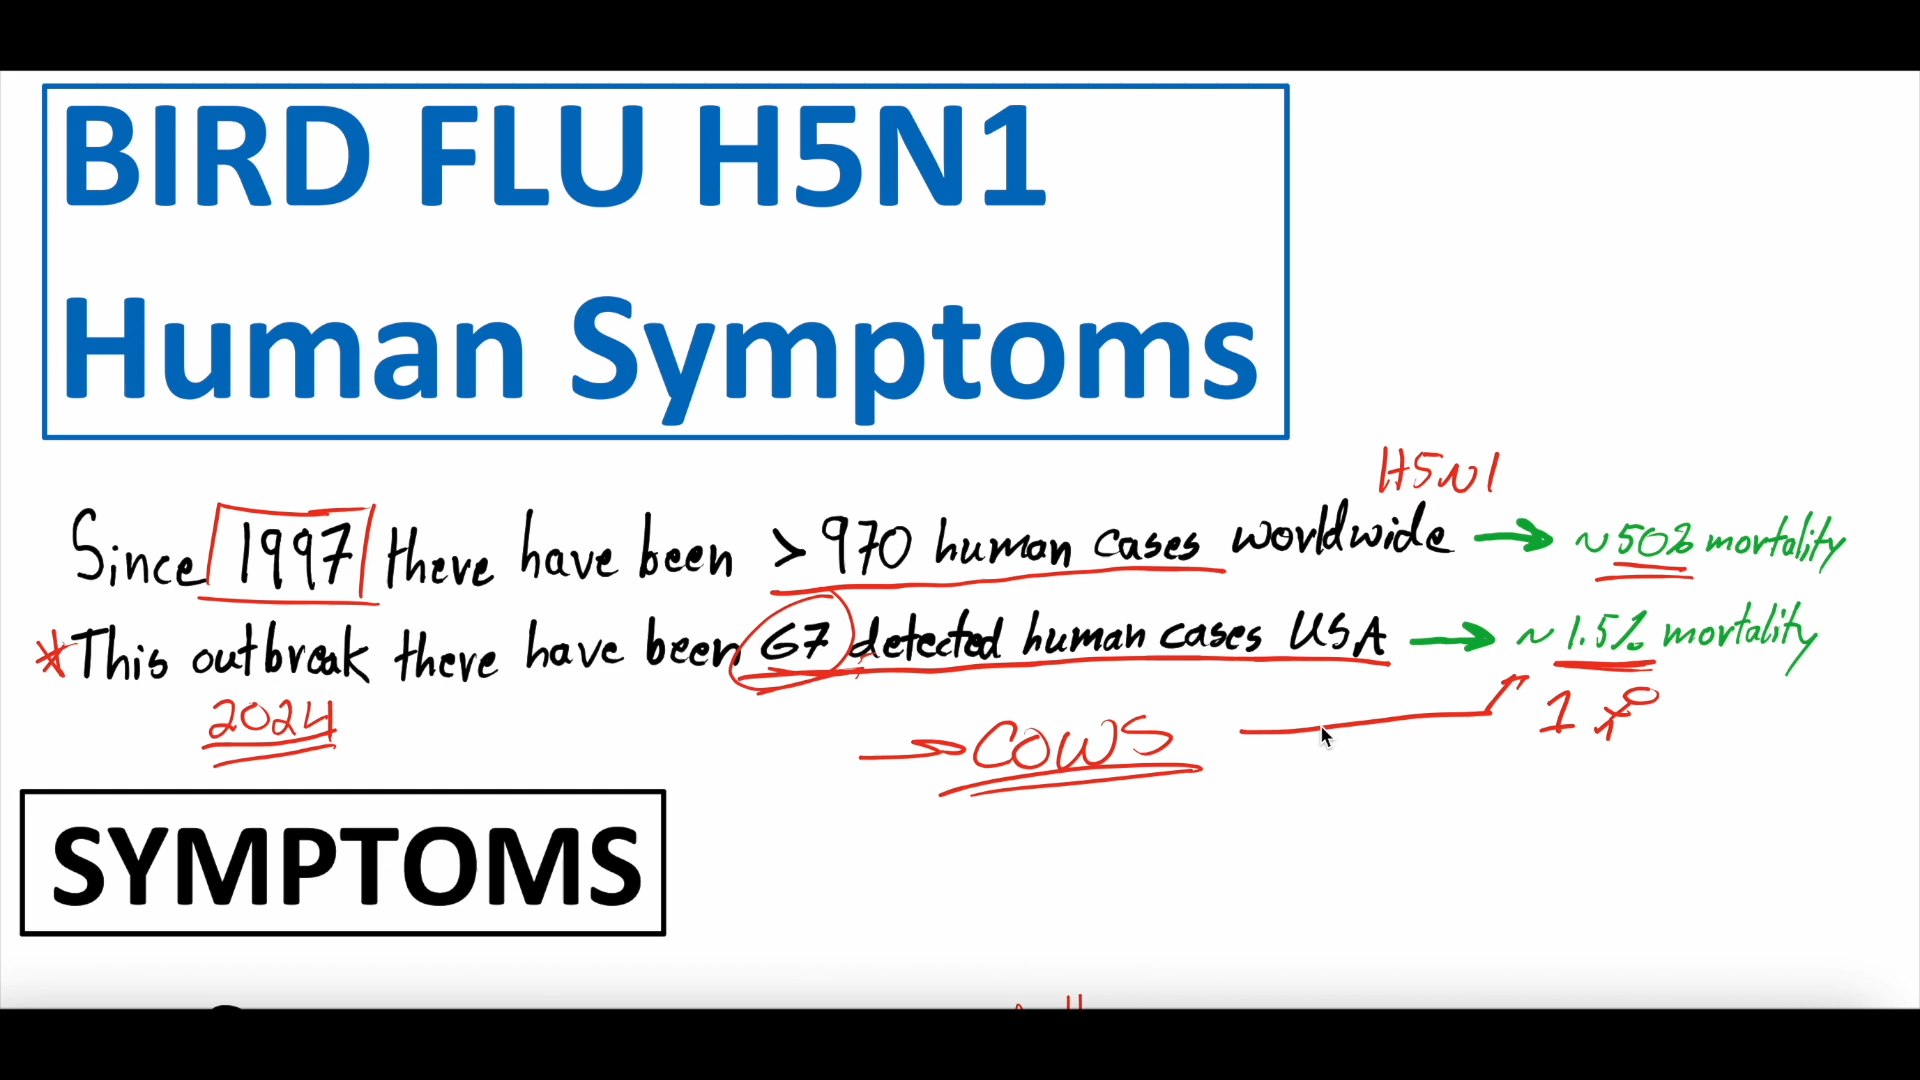 BIRD FLU H5N1
Human Symptoms
H5N1
Since 1997 there have been > 970 human cases worldwide → ~50% mortality
*This outbreak there have been 67 detected human cases USA → ~1.5% mortality
2024
→ COWS
1
SYMPTOMS